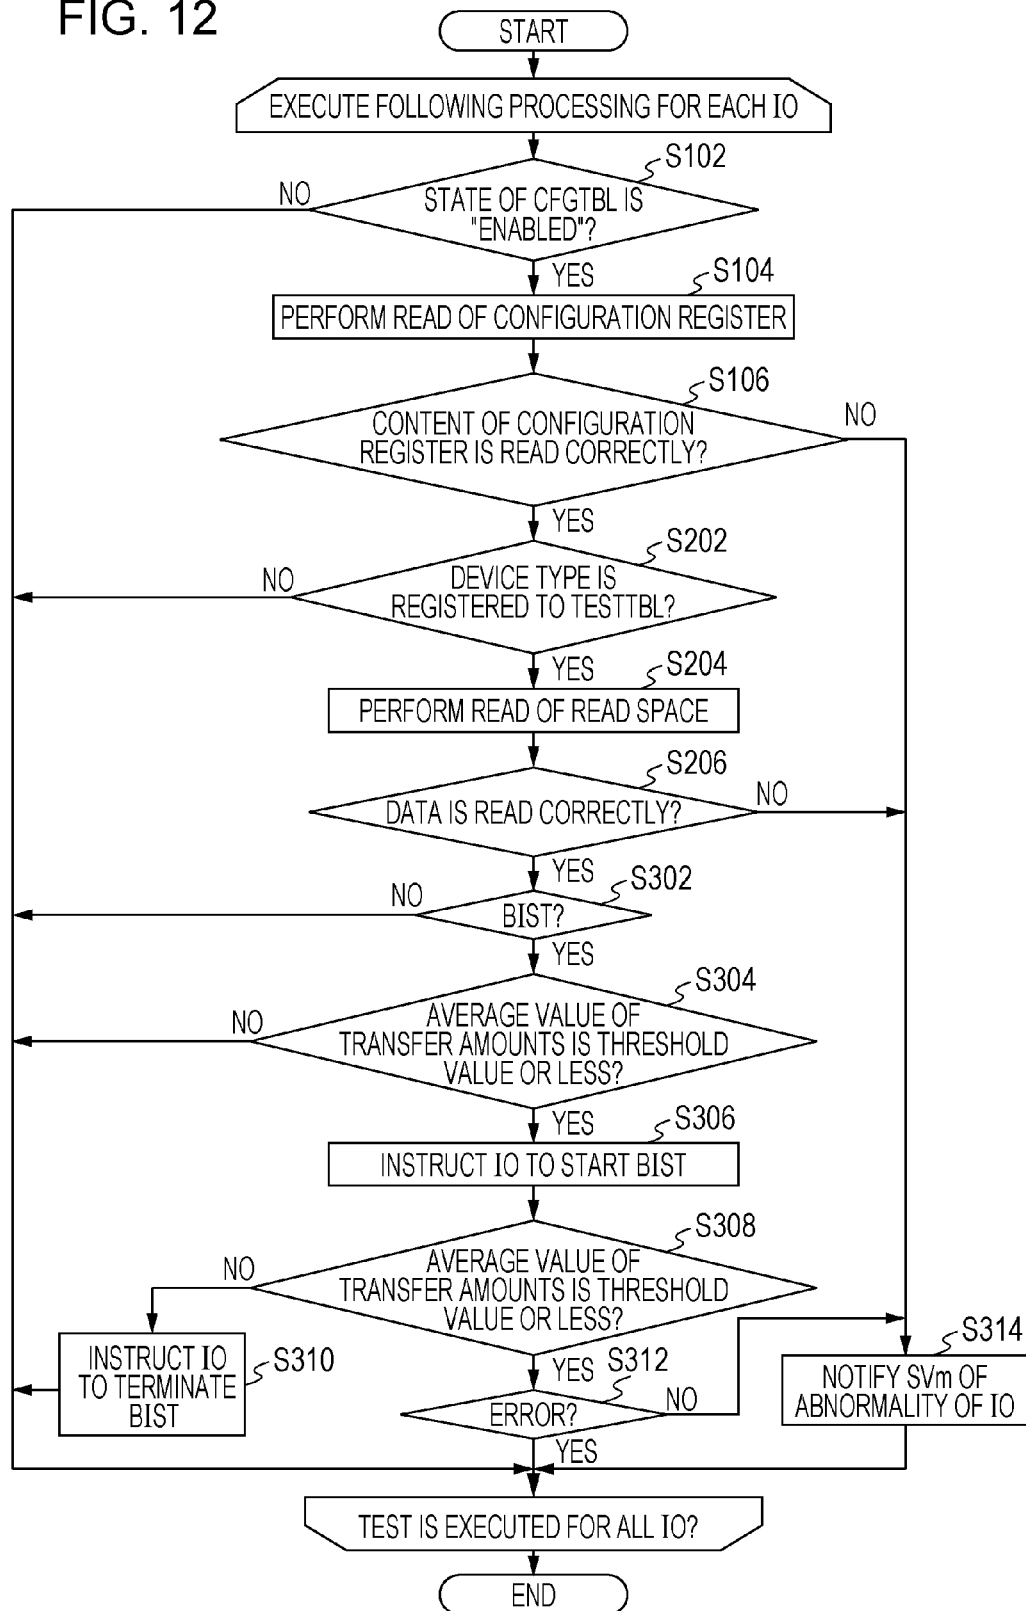 FIG. 12
START
EXECUTE FOLLOWING PROCESSING FOR EACH IO
S102
NO
STATE OF CFGTBL IS
"ENABLED"?
YES
S104
PERFORM READ OF CONFIGURATION REGISTER
S106
NO
CONTENT OF CONFIGURATION
REGISTER IS READ CORRECTLY?
YES
S202
NO
DEVICE TYPE IS
REGISTERED TO TESTTBL?
YES
S204
PERFORM READ OF READ SPACE
S206
NO
DATA IS READ CORRECTLY?
YES
S302
NO
BIST?
YES
S304
NO
AVERAGE VALUE OF
TRANSFER AMOUNTS IS THRESHOLD
VALUE OR LESS?
YES
S306
INSTRUCT IO TO START BIST
S308
NO
AVERAGE VALUE OF
TRANSFER AMOUNTS IS THRESHOLD
VALUE OR LESS?
S314
INSTRUCT IO
TO TERMINATE
BIST
S310
YES
S312
NOTIFY SVm OF
ABNORMALITY OF IO
ERROR?
NO
YES
TEST IS EXECUTED FOR ALL IO?
END